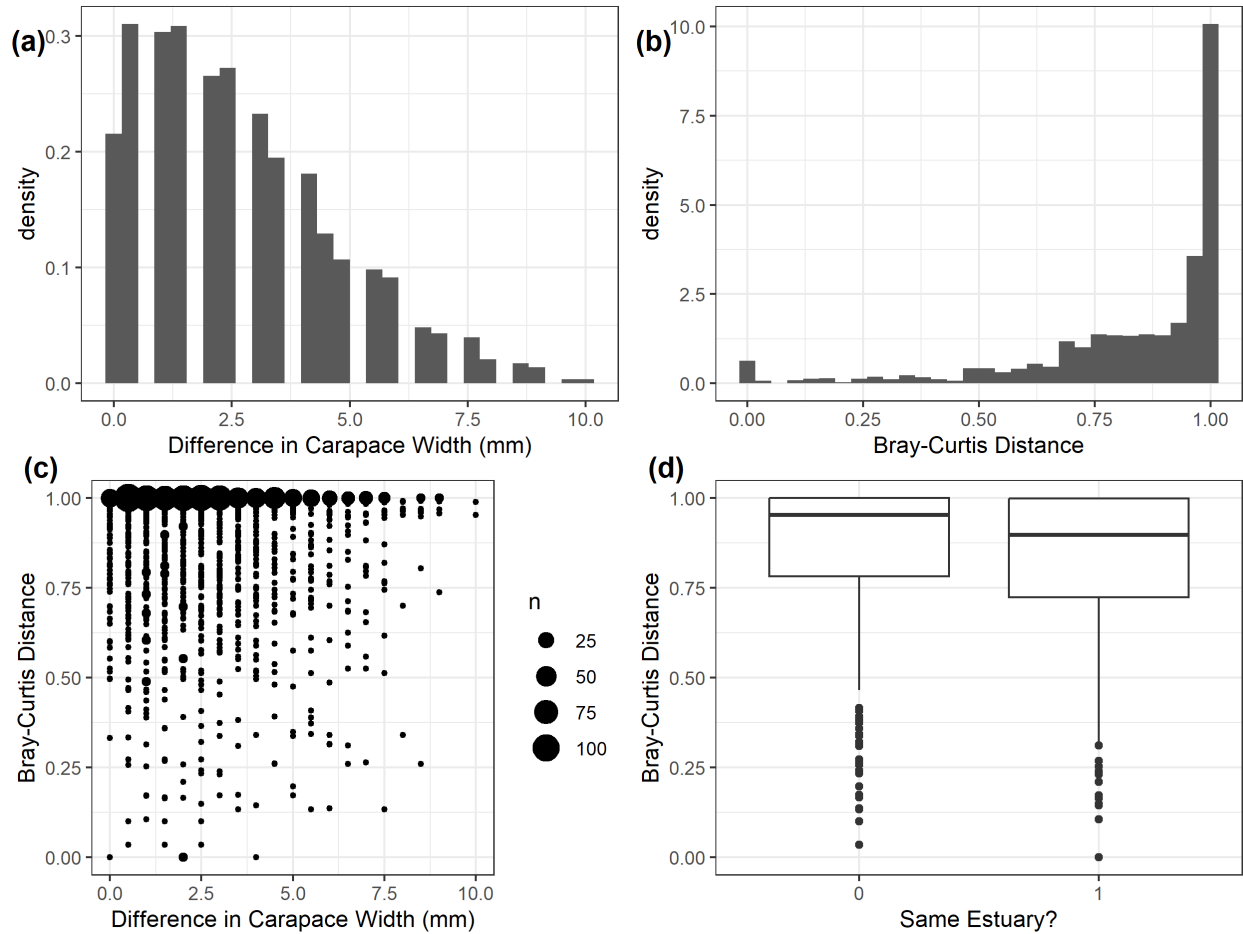 (a)
density
0.3
0.2
0.1
0.0
0.0 2.5 5.0 7.5 10.0
Difference in Carapace Width (mm)
(b)
density
10.0
7.5
5.0
2.5
0.0
0.00 0.25 0.50 0.75 1.00
Bray-Curtis Distance
(c)
Bray-Curtis Distance
1.00
0.75
0.50
0.25
0.00
0.0 2.5 5.0 7.5 10.0
Difference in Carapace Width (mm)
n
25
50
75
100
(d)
Bray-Curtis Distance
1.00
0.75
0.50
0.25
0.00
0 1
Same Estuary?